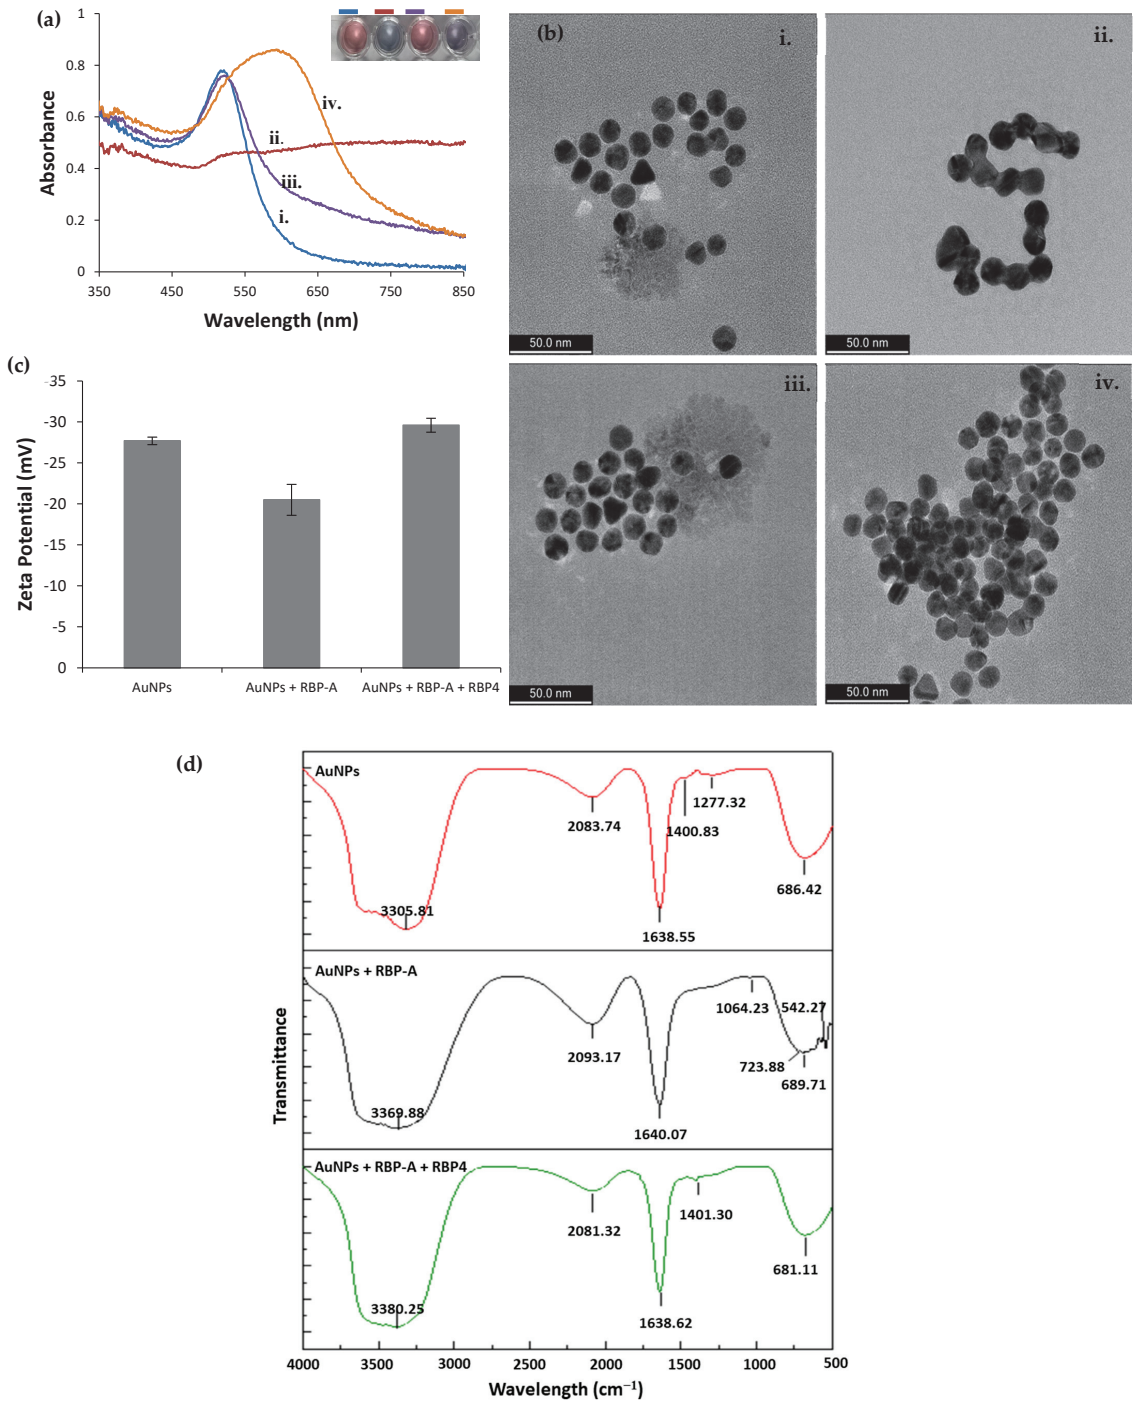 (a)
Absorbance
1
0.8
0.6
0.4
0.2
0
350
450
550
650
750
850
Wavelength (nm)
i.
ii.
iii.
iv.
(b)
i.
50.0 nm
ii.
50.0 nm
iii.
50.0 nm
iv.
50.0 nm
(c)
Zeta Potential (mV)
-35
-30
-25
-20
-15
-10
-5
0
AuNPs
AuNPs + RBP-A
AuNPs + RBP-A + RBP4
(d)
Transmittance
AuNPs
3305.81
2083.74
1638.55
1400.83
1277.32
686.42
AuNPs + RBP-A
3369.88
2093.17
1640.07
1064.23
723.88
689.71
542.27
AuNPs + RBP-A + RBP4
3380.25
2081.32
1638.62
1401.30
681.11
4000
3500
3000
2500
2000
1500
1000
500
Wavelength (cm⁻¹)